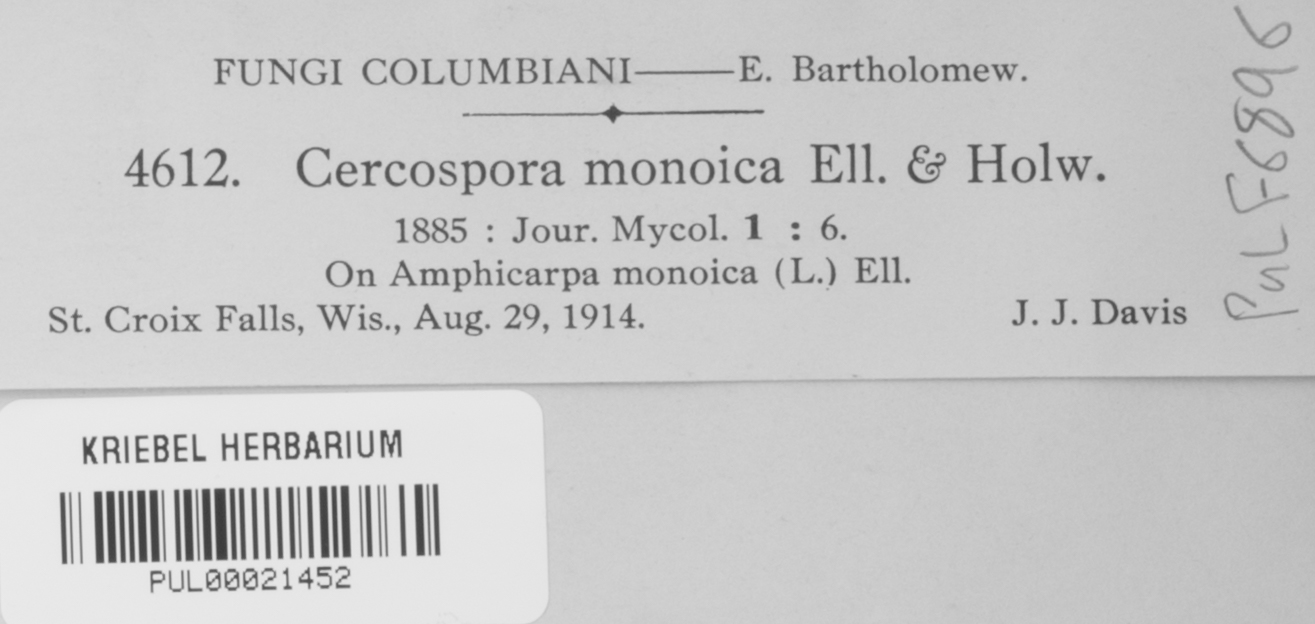 FUNGI COLUMBIANI——E. Bartholomew.
4612. Cercospora monoica Ell. & Holw.
1885 : Jour. Mycol. 1 : 6.
On Amphicarpa monoica (L.) Ell.
St. Croix Falls, Wis., Aug. 29, 1914. J. J. Davis
PuL F6896
KRIEBEL HERBARIUM
PUL00021452